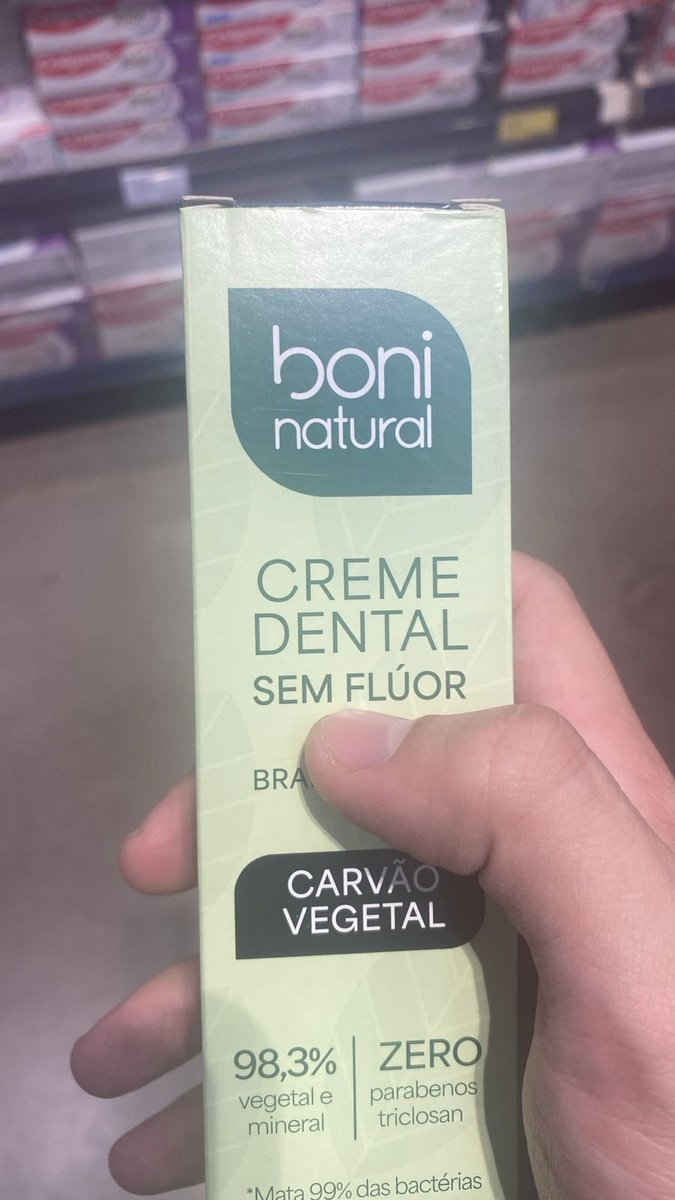 boni
natural
CREME
DENTAL
SEM FLÚOR
CARVÃO
VEGETAL
98,3%
vegetal e
mineral
ZERO
parabenos
triclosan
*Mata 99% das bactérias